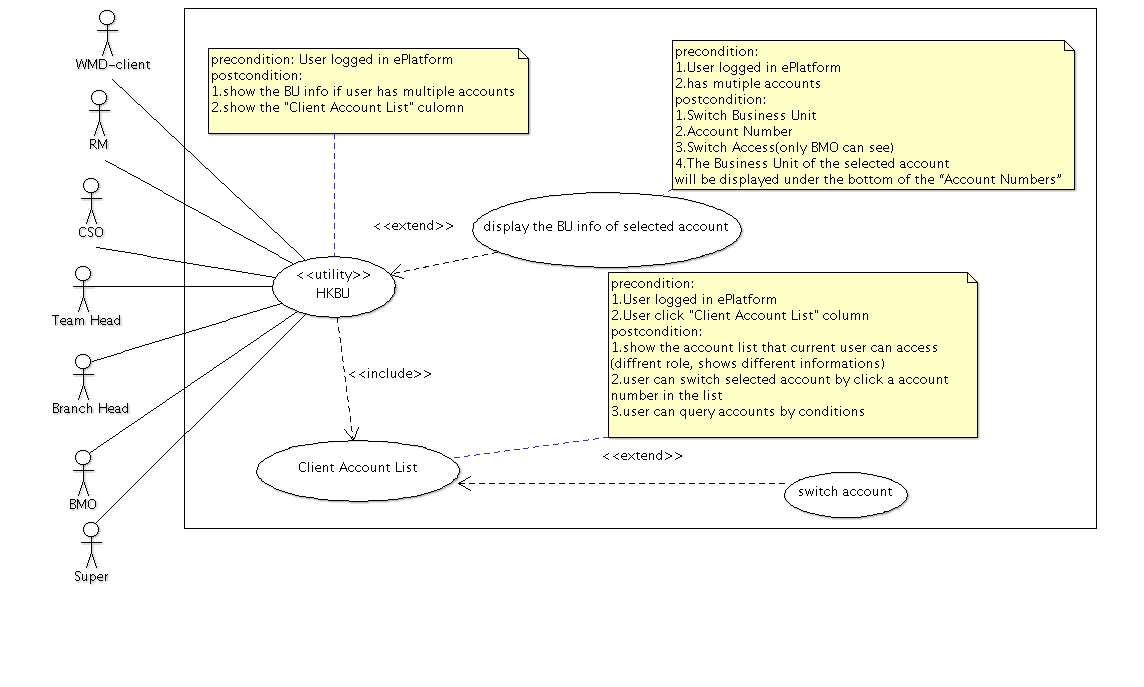 WMD-client
RM
CSO
Team Head
Branch Head
BMO
Super
precondition: User logged in ePlatform
postcondition:
1.show the BU info if user has multiple accounts
2.show the "Client Account List" culomn
precondition:
1.User logged in ePlatform
2.has mutiple accounts
postcondition:
1.Switch Business Unit
2.Account Number
3.Switch Access(only BMO can see)
4.The Business Unit of the selected account
will be displayed under the bottom of the “Account Numbers”
<<extend>>
display the BU info of selected account
<<utility>>
HKBU
precondition:
1.User logged in ePlatform
2.User click "Client Account List" column
postcondition:
1.show the account list that current user can access
(diffrent role, shows different informations)
2.user can switch selected account by click a account
number in the list
3.user can query accounts by conditions
<<include>>
Client Account List
<<extend>>
switch account